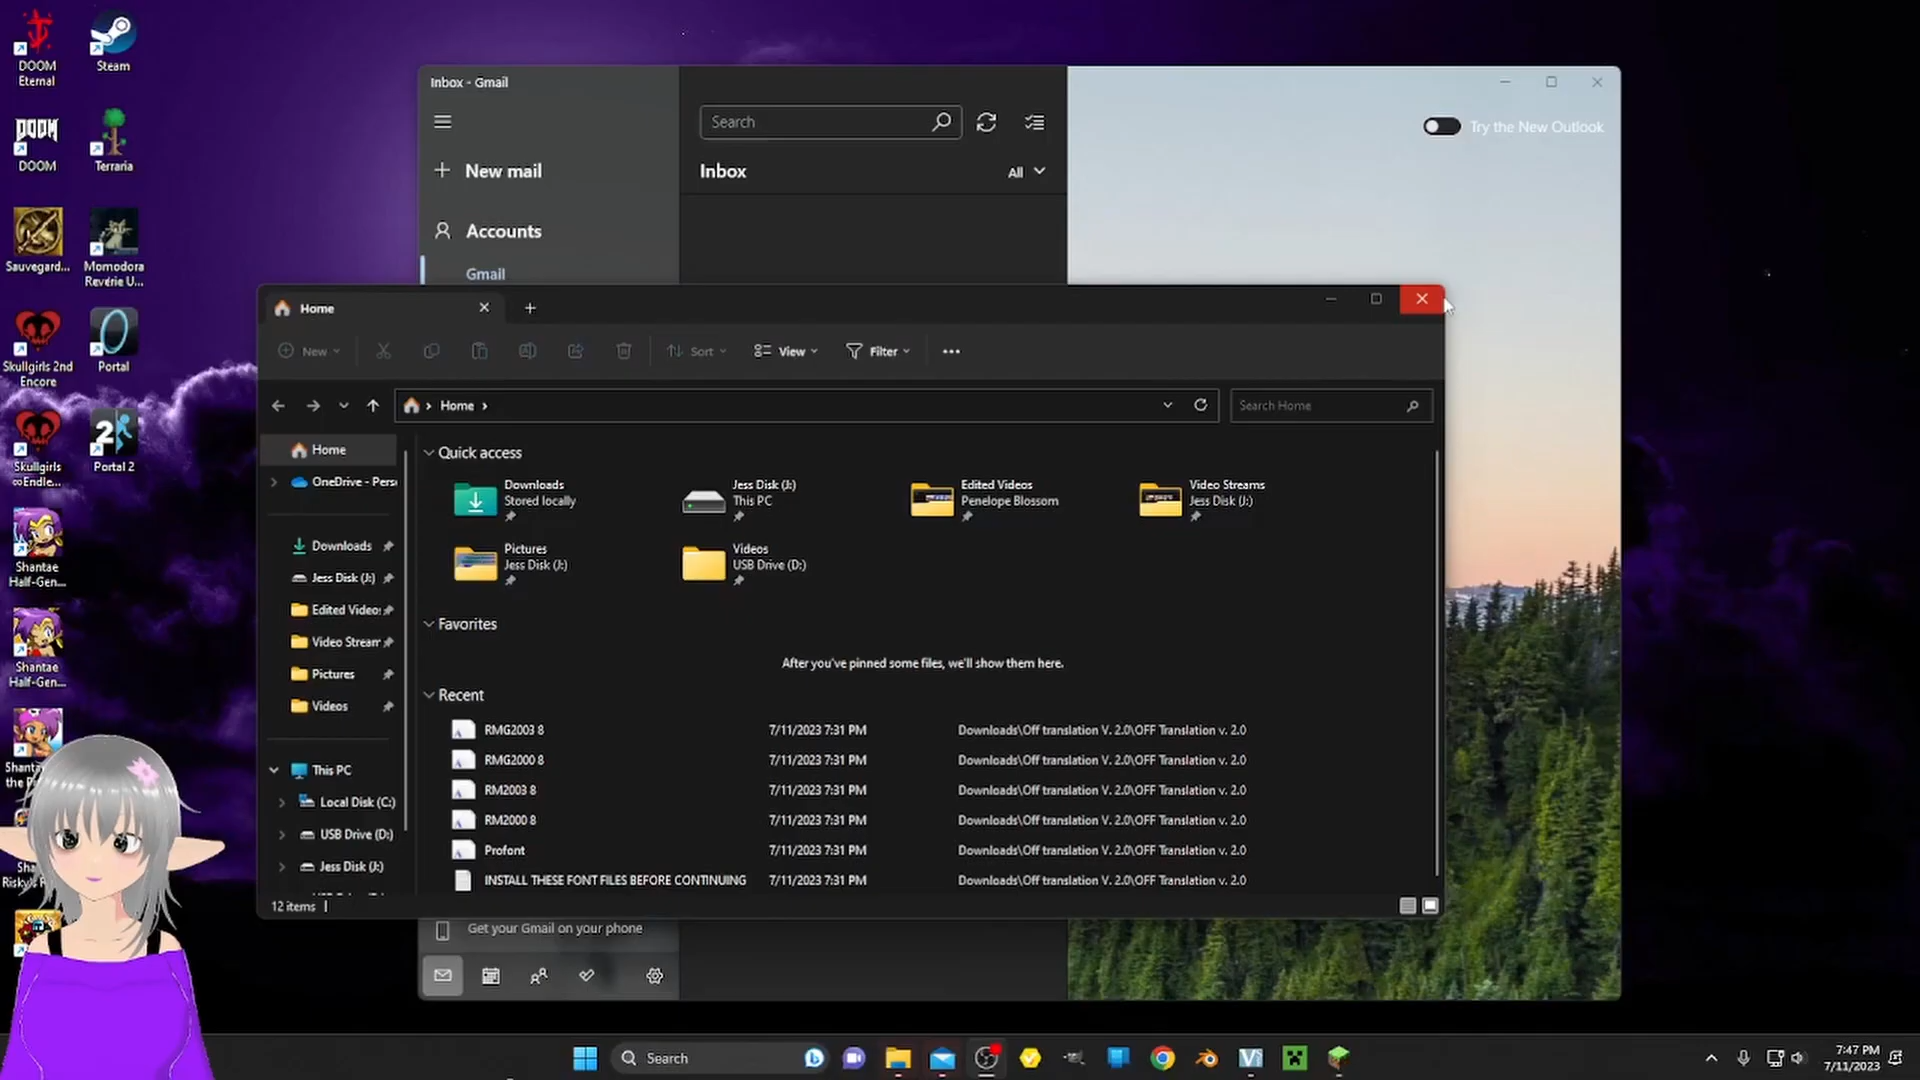 DOOM
Eternal
Steam
DOOM
Terraria
Sauvegard...
Momodora
Reverie U...
Skullgirls 2nd
Encore
Portal
Skullgirls
∞Endle...
Portal 2
Shantae
Half-Gen...
Shantae
Half-Gen...
the
Inbox - Gmail
New mail
Accounts
Gmail
Search
Inbox
All
Try the New Outlook
Home
New
Sort
View
Filter
Home
Search Home
Home
OneDrive - Pers
Downloads
Jess Disk (J:)
Edited Videos
Video Stream
Pictures
Videos
This PC
Local Disk (C:)
USB Drive (D:)
Jess Disk (J:)
Quick access
Downloads
Stored locally
Jess Disk (J:)
This PC
Edited Videos
Penelope Blossom
Video Streams
Jess Disk (J:)
Pictures
Jess Disk (J:)
Videos
USB Drive (D:)
Favorites
After you've pinned some files, we'll show them here.
Recent
RMG2003 8 7/11/2023 7:31 PM Downloads\Off translation V. 2.0\OFF Translation v. 2.0
RMG2000 8 7/11/2023 7:31 PM Downloads\Off translation V. 2.0\OFF Translation v. 2.0
RM2003 8 7/11/2023 7:31 PM Downloads\Off translation V. 2.0\OFF Translation v. 2.0
RM2000 8 7/11/2023 7:31 PM Downloads\Off translation V. 2.0\OFF Translation v. 2.0
Profont 7/11/2023 7:31 PM Downloads\Off translation V. 2.0\OFF Translation v. 2.0
INSTALL THESE FONT FILES BEFORE CONTINUING 7/11/2023 7:31 PM Downloads\Off translation V. 2.0\OFF Translation v. 2.0
12 items
Get your Gmail on your phone
Search
7:47 PM
7/11/2023